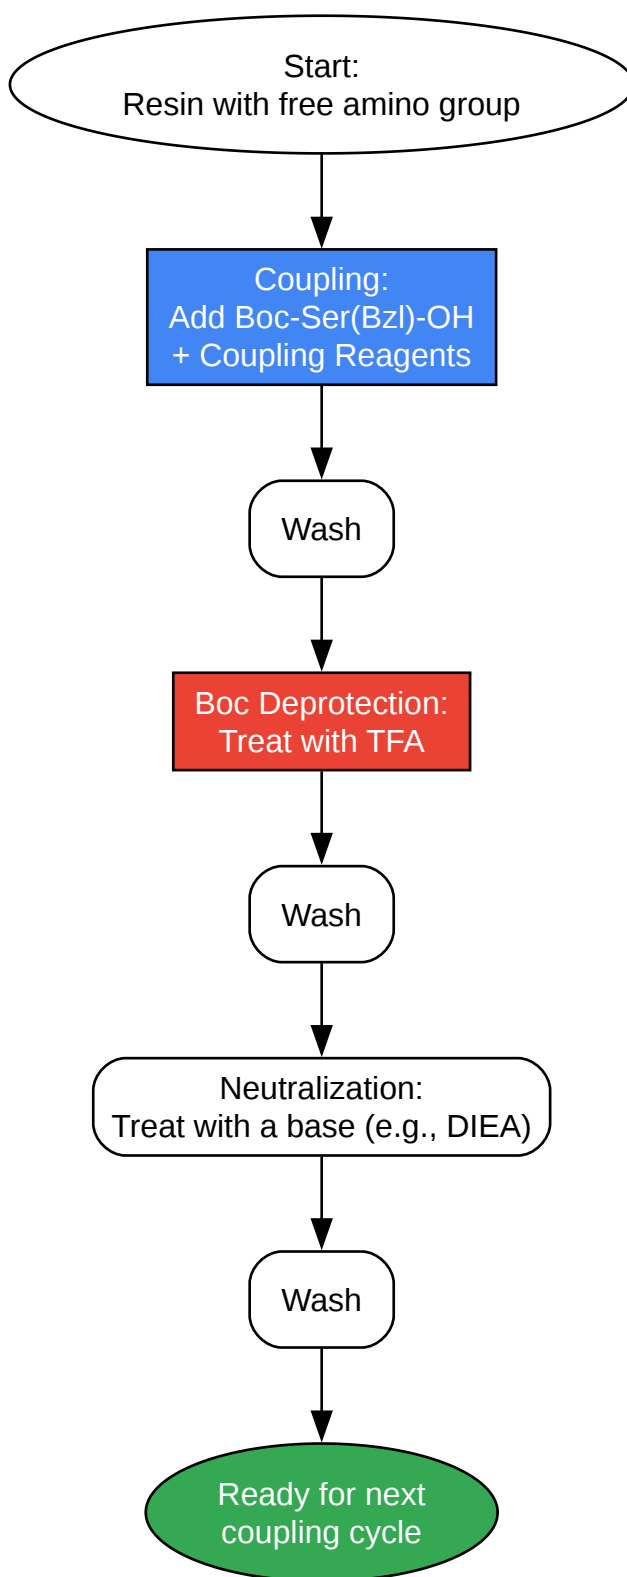 Start:
Resin with free amino group
Coupling:
Add Boc-Ser(Bzl)-OH
+ Coupling Reagents
Wash
Boc Deprotection:
Treat with TFA
Wash
Neutralization:
Treat with a base (e.g., DIEA)
Wash
Ready for next
coupling cycle